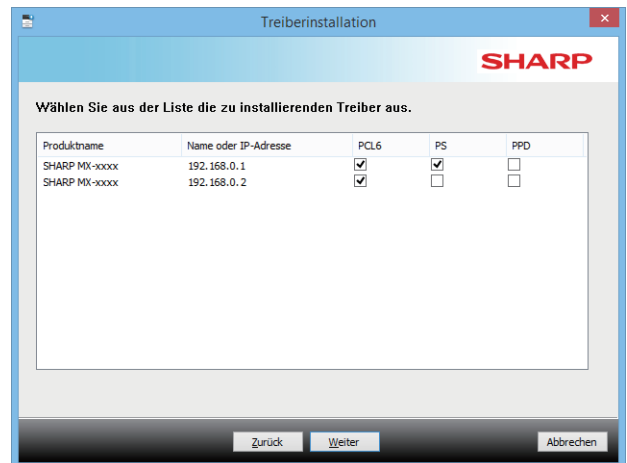 Treiberinstallation
SHARP
Wählen Sie aus der Liste die zu installierenden Treiber aus.
Produktname Name oder IP-Adresse PCL6 PS PPD
SHARP MX-xxxx 192.168.0.1
SHARP MX-xxxx 192.168.0.2
Zurück Weiter Abbrechen